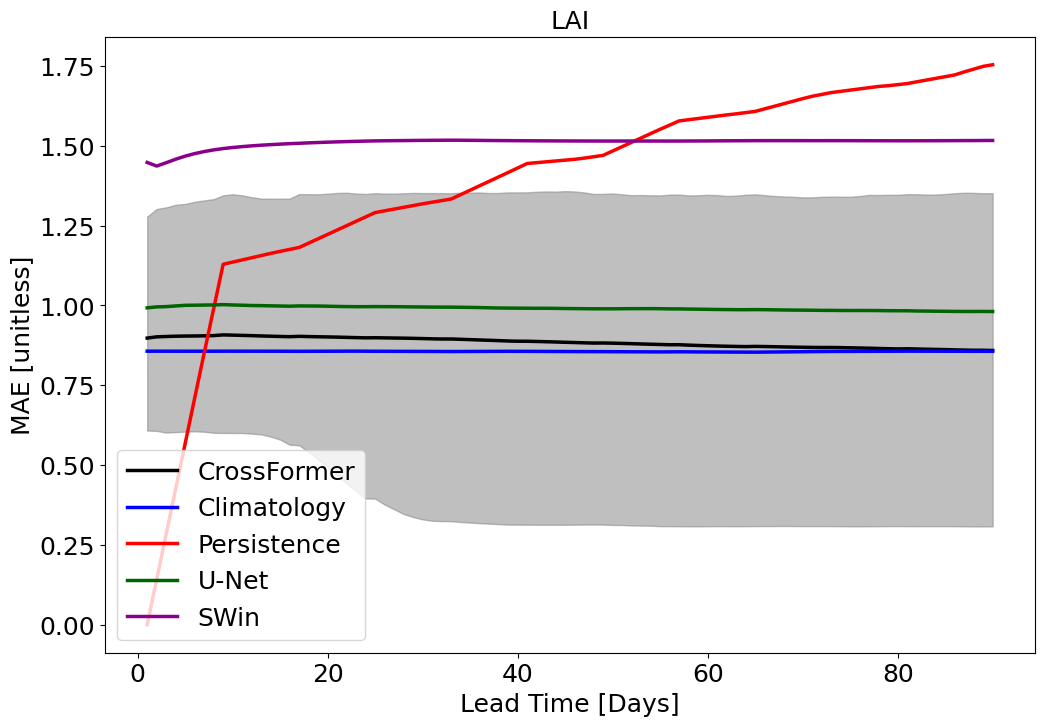 LAI
MAE [unitless]
1.75
1.50
1.25
1.00
0.75
0.50
0.25
0.00
CrossFormer
Climatology
Persistence
U-Net
SWin
0 20 40 60 80
Lead Time [Days]